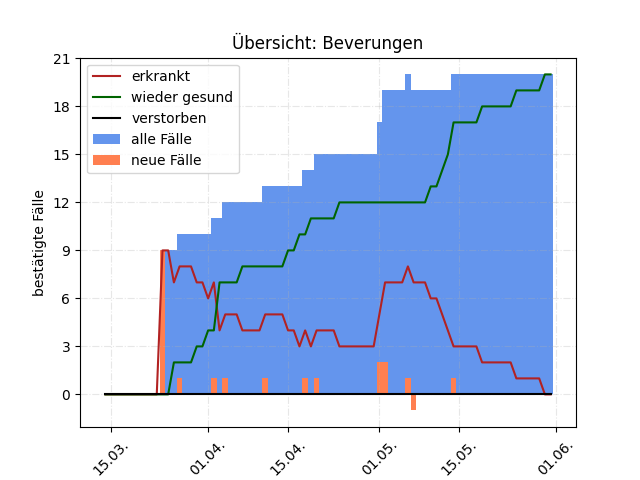 Übersicht: Beverungen
bestätigte Fälle
21
18
15
12
9
6
3
0
erkrankt
wieder gesund
verstorben
alle Fälle
neue Fälle
15.03.
01.04.
15.04.
01.05.
15.05.
01.06.